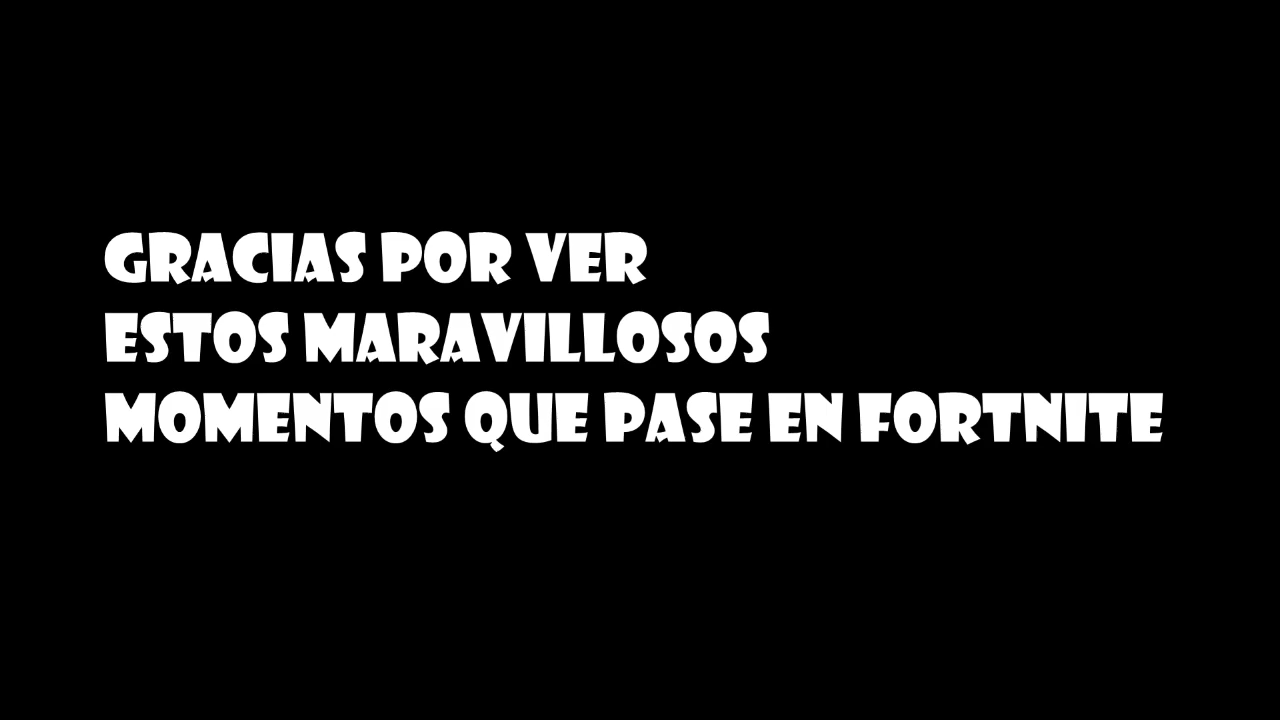 GRACIAS POR VER
ESTOS MARAVILLOSOS
MOMENTOS QUE PASE EN FORTNITE